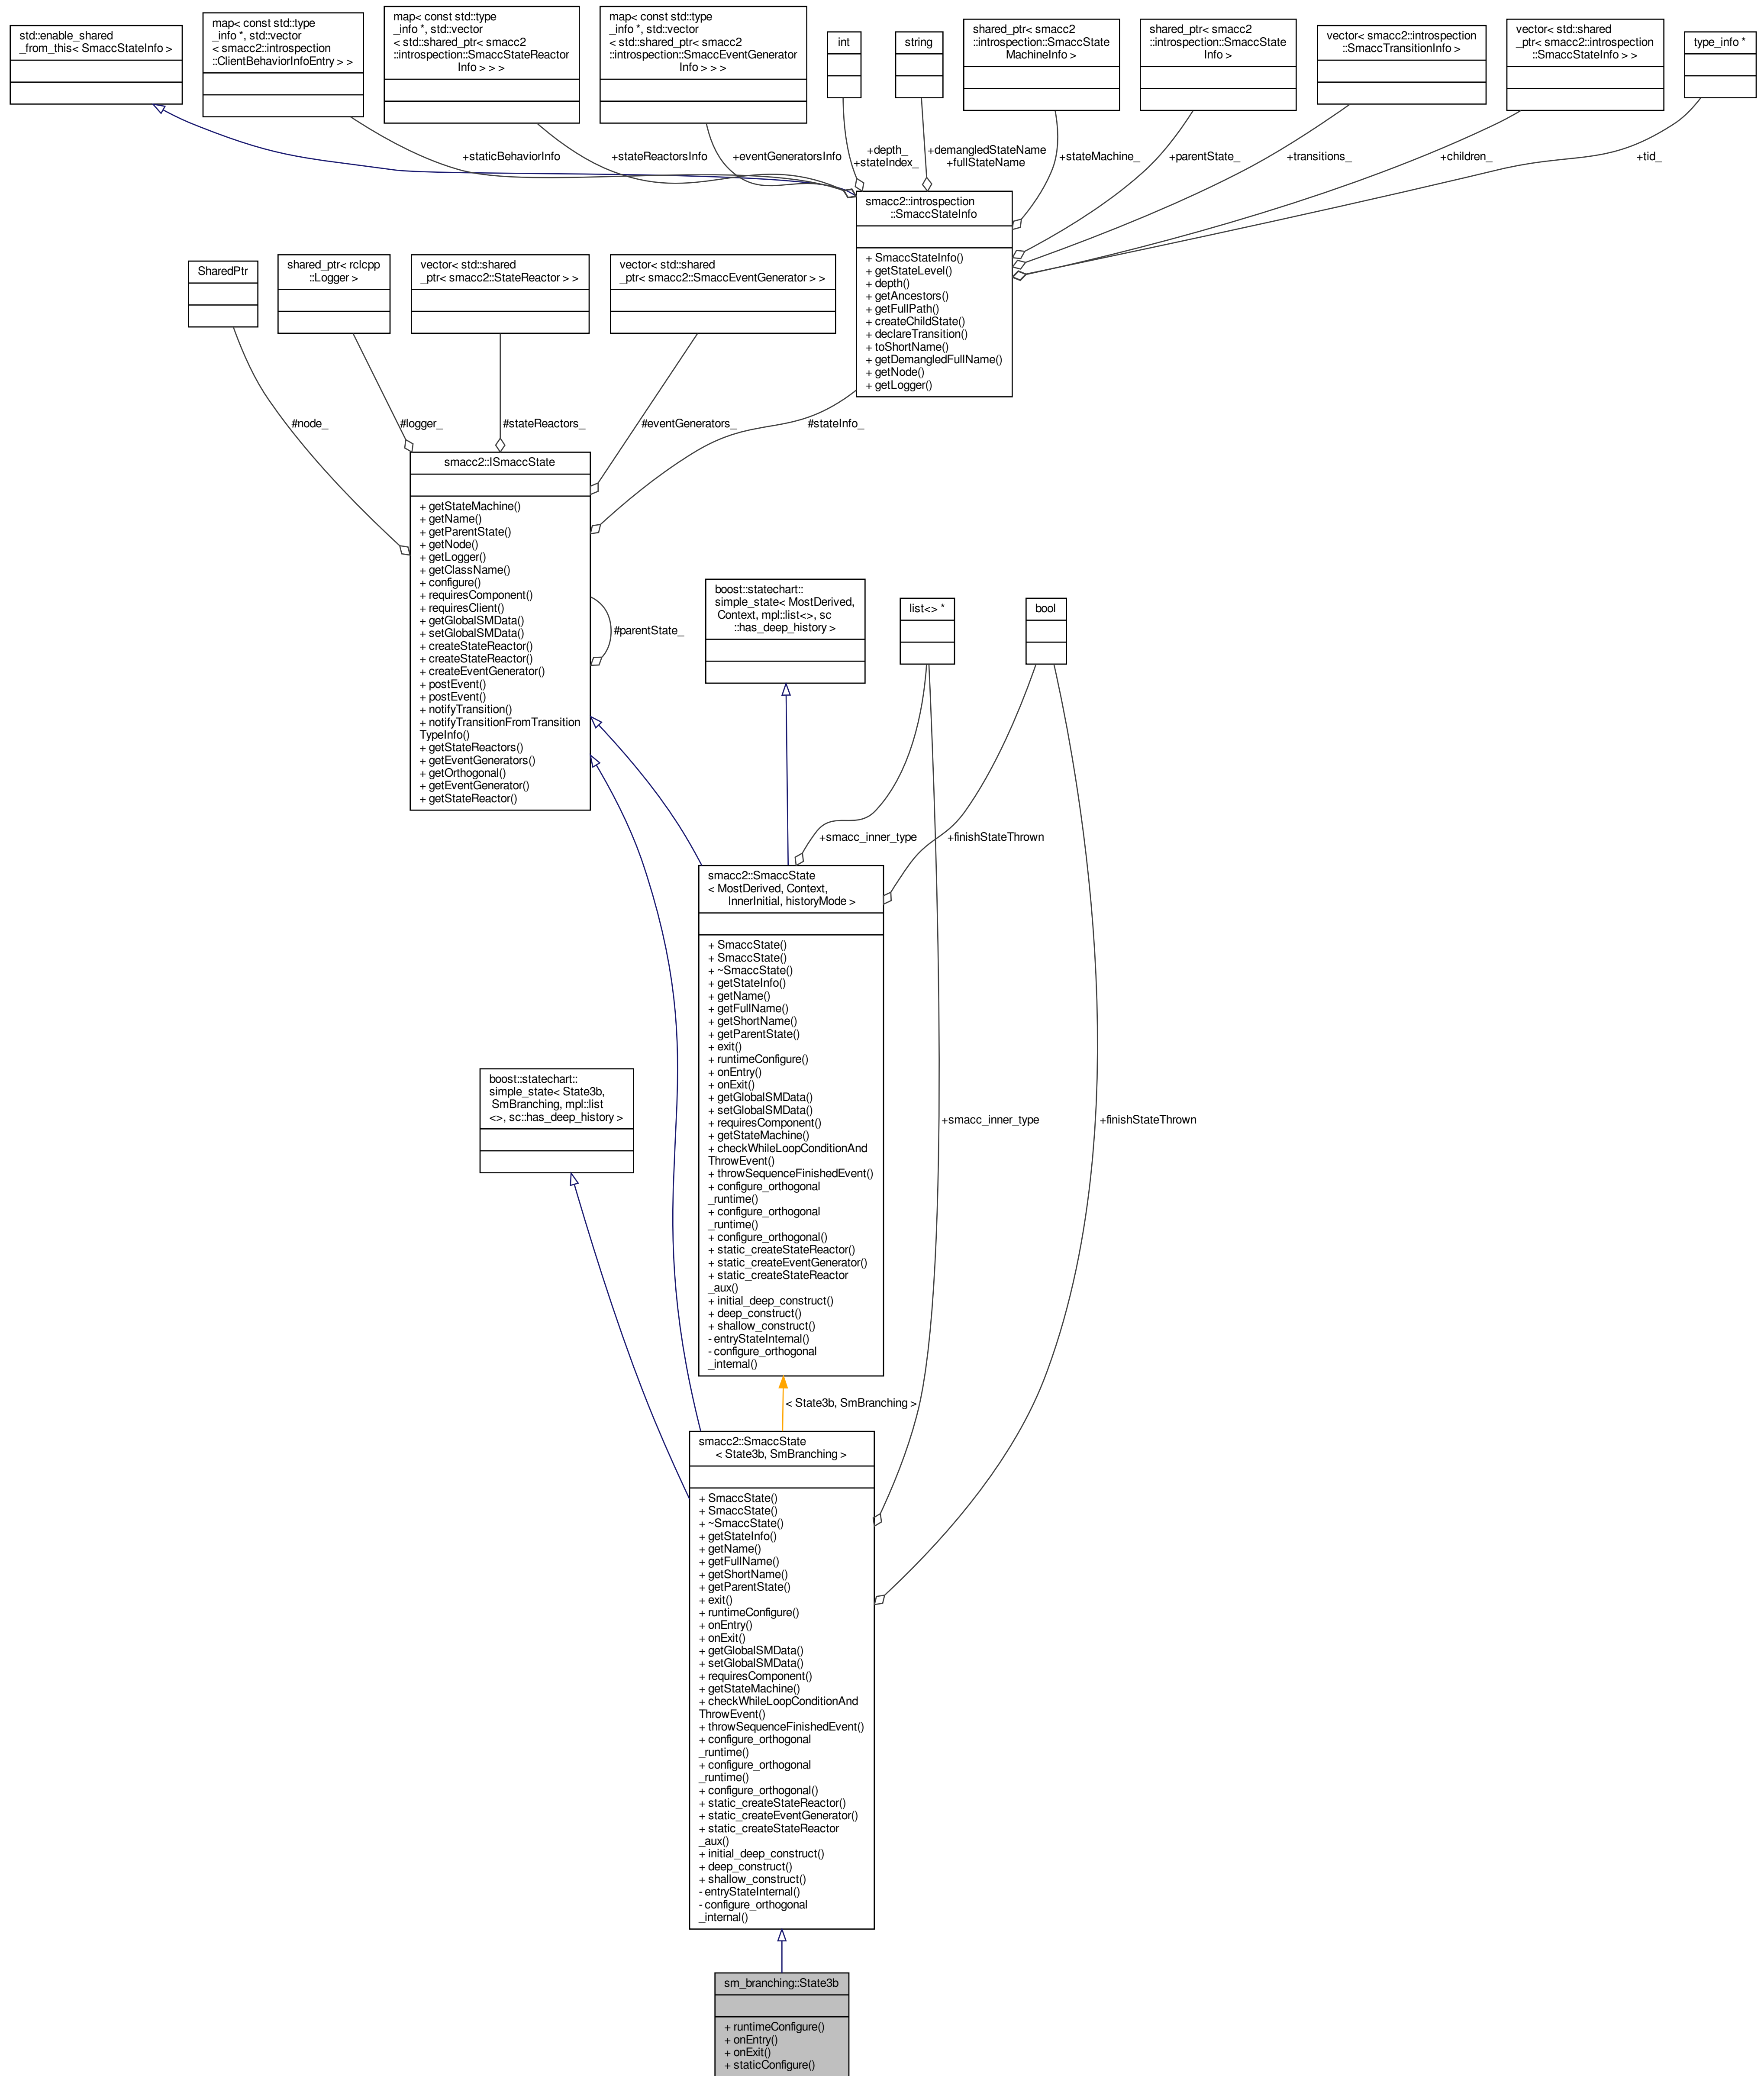 std::enable_shared
_from_this< SmaccStateInfo >
map< const std::type
_info *, std::vector
< smacc2::introspection
::ClientBehaviorInfoEntry > >
map< const std::type
_info *, std::vector
< std::shared_ptr< smacc2
::introspection::SmaccStateReactor
Info > > >
map< const std::type
_info *, std::vector
< std::shared_ptr< smacc2
::introspection::SmaccEventGenerator
Info > > >
int
string
shared_ptr< smacc2
::introspection::SmaccState
MachineInfo >
shared_ptr< smacc2
::introspection::SmaccState
Info >
vector< smacc2::introspection
::SmaccTransitionInfo >
vector< std::shared
_ptr< smacc2::introspection
::SmaccStateInfo > >
type_info *
+staticBehaviorInfo
+stateReactorsInfo
+eventGeneratorsInfo
+depth_
+stateIndex_
+demangledStateName
+fullStateName
+stateMachine_
+parentState_
+transitions_
+children_
+tid_
smacc2::introspection
::SmaccStateInfo
+ SmaccStateInfo()
+ getStateLevel()
+ depth()
+ getAncestors()
+ getFullPath()
+ createChildState()
+ declareTransition()
+ toShortName()
+ getDemangledFullName()
+ getNode()
+ getLogger()
SharedPtr
shared_ptr< rclcpp
::Logger >
vector< std::shared
_ptr< smacc2::StateReactor > >
vector< std::shared
_ptr< smacc2::SmaccEventGenerator > >
#node_
#logger_
#stateReactors_
#eventGenerators_
#stateInfo_
smacc2::ISmaccState
+ getStateMachine()
+ getName()
+ getParentState()
+ getNode()
+ getLogger()
+ getClassName()
+ configure()
+ requiresComponent()
+ requiresClient()
+ getGlobalSMData()
+ setGlobalSMData()
+ createStateReactor()
+ createStateReactor()
+ createEventGenerator()
+ postEvent()
+ postEvent()
+ notifyTransition()
+ notifyTransitionFromTransition
TypeInfo()
+ getStateReactors()
+ getEventGenerators()
+ getOrthogonal()
+ getEventGenerator()
+ getStateReactor()
#parentState_
boost::statechart::
simple_state< MostDerived,
Context, mpl::list<>, sc
::has_deep_history >
list<> *
bool
+smacc_inner_type
+finishStateThrown
smacc2::SmaccState
< MostDerived, Context,
InnerInitial, historyMode >
+ SmaccState()
+ SmaccState()
+ ~SmaccState()
+ getStateInfo()
+ getName()
+ getFullName()
+ getShortName()
+ getParentState()
+ exit()
+ runtimeConfigure()
+ onEntry()
+ onExit()
+ getGlobalSMData()
+ setGlobalSMData()
+ requiresComponent()
+ getStateMachine()
+ checkWhileLoopConditionAnd
ThrowEvent()
+ throwSequenceFinishedEvent()
+ configure_orthogonal
_runtime()
+ configure_orthogonal
_runtime()
+ configure_orthogonal()
+ static_createStateReactor()
+ static_createEventGenerator()
+ static_createStateReactor
_aux()
+ initial_deep_construct()
+ deep_construct()
+ shallow_construct()
- entryStateInternal()
- configure_orthogonal
_internal()
boost::statechart::
simple_state< State3b,
SmBranching, mpl::list
<>, sc::has_deep_history >
+smacc_inner_type
+finishStateThrown
< State3b, SmBranching >
smacc2::SmaccState
< State3b, SmBranching >
+ SmaccState()
+ SmaccState()
+ ~SmaccState()
+ getStateInfo()
+ getName()
+ getFullName()
+ getShortName()
+ getParentState()
+ exit()
+ runtimeConfigure()
+ onEntry()
+ onExit()
+ getGlobalSMData()
+ setGlobalSMData()
+ requiresComponent()
+ getStateMachine()
+ checkWhileLoopConditionAnd
ThrowEvent()
+ throwSequenceFinishedEvent()
+ configure_orthogonal
_runtime()
+ configure_orthogonal
_runtime()
+ configure_orthogonal()
+ static_createStateReactor()
+ static_createEventGenerator()
+ static_createStateReactor
_aux()
+ initial_deep_construct()
+ deep_construct()
+ shallow_construct()
- entryStateInternal()
- configure_orthogonal
_internal()
sm_branching::State3b
+ runtimeConfigure()
+ onEntry()
+ onExit()
+ staticConfigure()